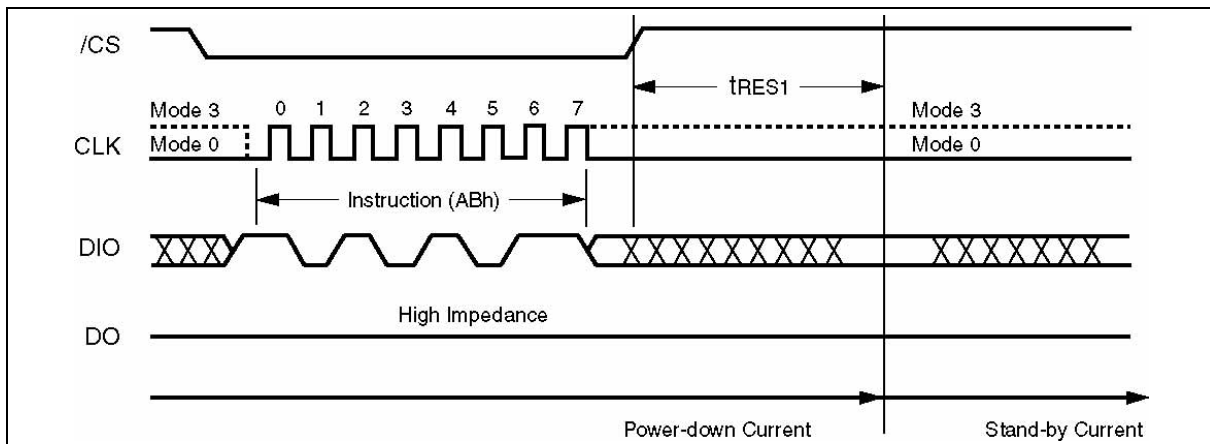 /CS
tRES1
Mode 3 0 1 2 3 4 5 6 7 Mode 3
CLK Mode 0 Mode 0
Instruction (ABh)
DIO
High Impedance
DO
Power-down Current Stand-by Current